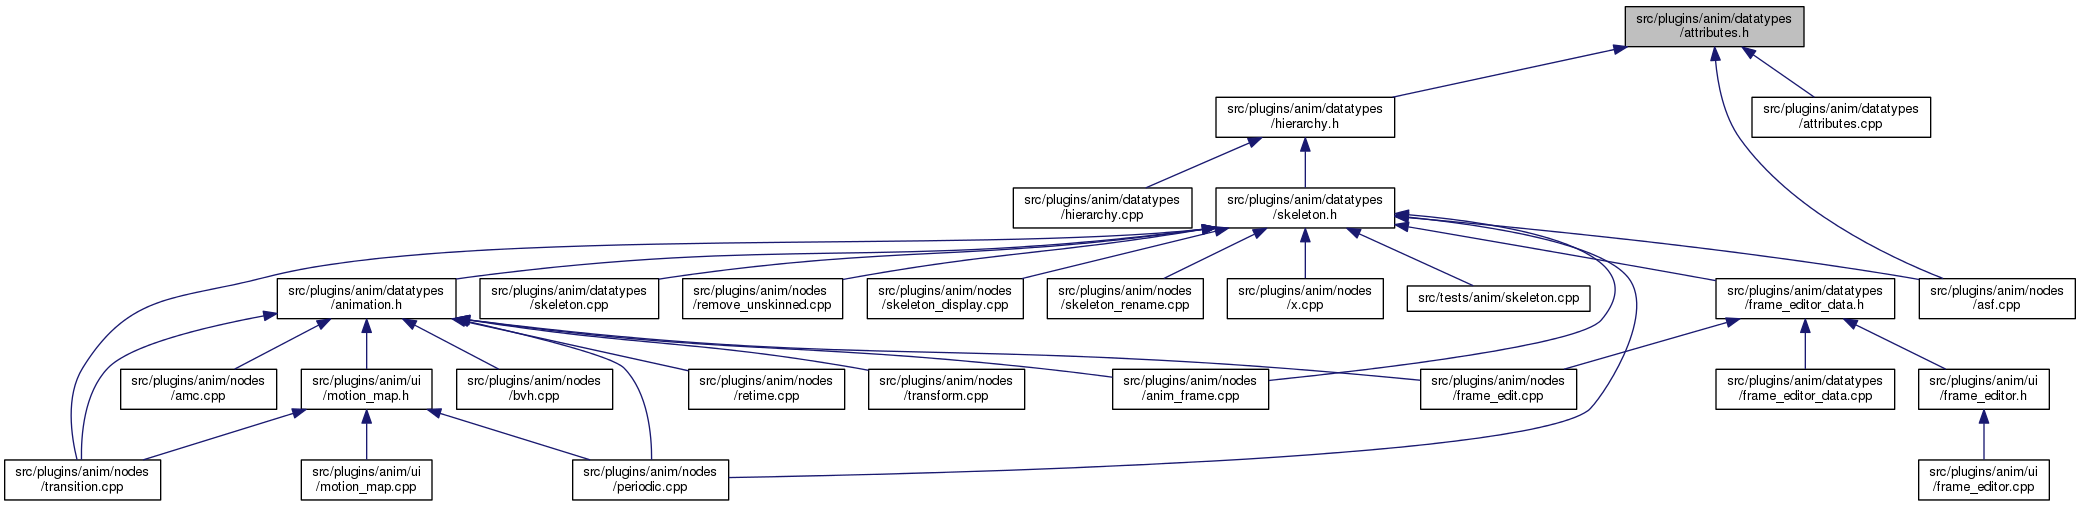 src/plugins/anim/datatypes
/attributes.h
src/plugins/anim/datatypes
/hierarchy.h
src/plugins/anim/datatypes
/attributes.cpp
src/plugins/anim/datatypes
/hierarchy.cpp
src/plugins/anim/datatypes
/skeleton.h
src/plugins/anim/datatypes
/animation.h
src/plugins/anim/datatypes
/skeleton.cpp
src/plugins/anim/nodes
/remove_unskinned.cpp
src/plugins/anim/nodes
/skeleton_display.cpp
src/plugins/anim/nodes
/skeleton_rename.cpp
src/plugins/anim/nodes
/x.cpp
src/tests/anim/skeleton.cpp
src/plugins/anim/datatypes
/frame_editor_data.h
src/plugins/anim/nodes
/asf.cpp
src/plugins/anim/nodes
/amc.cpp
src/plugins/anim/ui
/motion_map.h
src/plugins/anim/nodes
/bvh.cpp
src/plugins/anim/nodes
/retime.cpp
src/plugins/anim/nodes
/transform.cpp
src/plugins/anim/nodes
/anim_frame.cpp
src/plugins/anim/nodes
/frame_edit.cpp
src/plugins/anim/datatypes
/frame_editor_data.cpp
src/plugins/anim/ui
/frame_editor.h
src/plugins/anim/nodes
/transition.cpp
src/plugins/anim/ui
/motion_map.cpp
src/plugins/anim/nodes
/periodic.cpp
src/plugins/anim/ui
/frame_editor.cpp